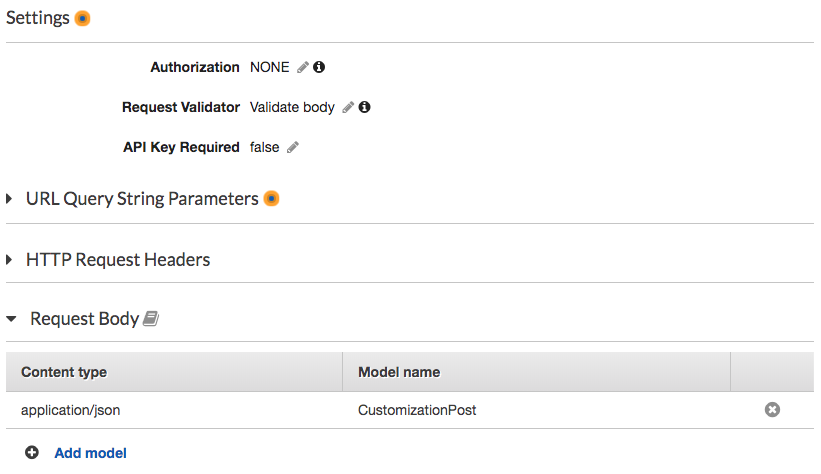 Settings
Authorization NONE
Request Validator Validate body
API Key Required false
URL Query String Parameters
HTTP Request Headers
Request Body
Content type Model name
application/json CustomizationPost
Add model